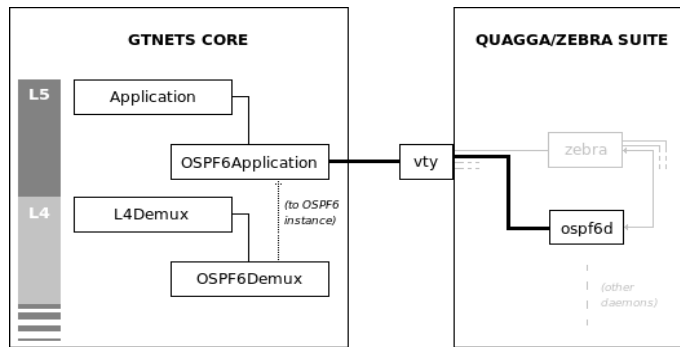 GTNETS CORE
QUAGGA/ZEBRA SUITE
L5
Application
OSPF6Application
vty
zebra
L4
L4Demux
(to OSPF6
instance)
ospf6d
OSPF6Demux
(other
daemons)